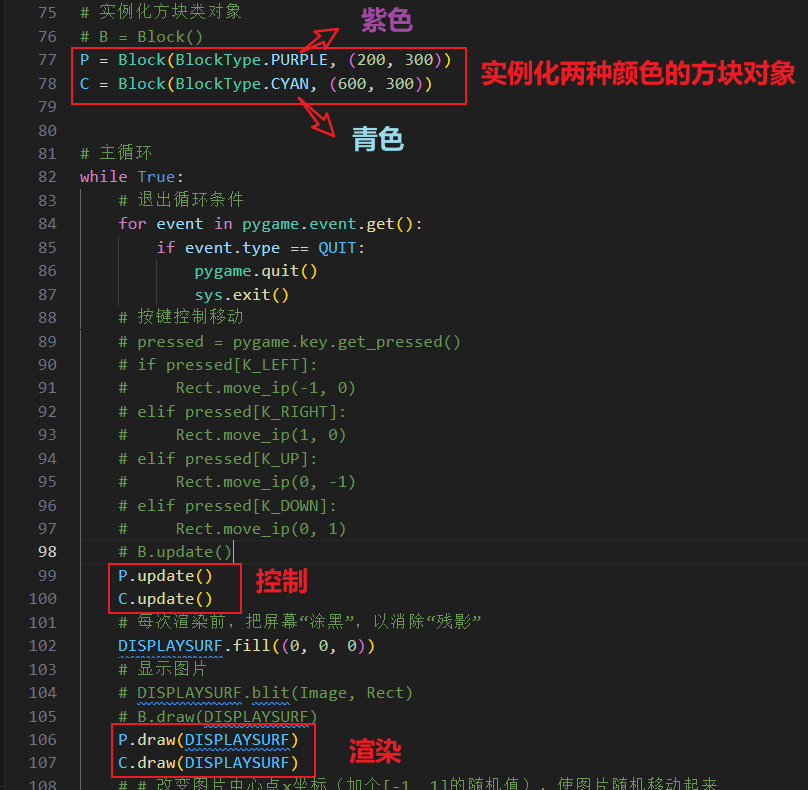 75 # 实例化方块类对象
紫色
76 # B = Block()
77 P = Block(BlockType.PURPLE, (200, 300))
实例化两种颜色的方块对象
78 C = Block(BlockType.CYAN, (600, 300))
79
80
青色
81 # 主循环
82 while True:
83     # 退出循环条件
84     for event in pygame.event.get():
85         if event.type == QUIT:
86             pygame.quit()
87             sys.exit()
88     # 按键控制移动
89     # pressed = pygame.key.get_pressed()
90     # if pressed[K_LEFT]:
91     #     Rect.move_ip(-1, 0)
92     # elif pressed[K_RIGHT]:
93     #     Rect.move_ip(1, 0)
94     # elif pressed[K_UP]:
95     #     Rect.move_ip(0, -1)
96     # elif pressed[K_DOWN]:
97     #     Rect.move_ip(0, 1)
98     # B.update()
99     P.update()
控制
100     C.update()
101     # 每次渲染前，把屏幕“涂黑”，以消除“残影”
102     DISPLAYSURF.fill((0, 0, 0))
103     # 显示图片
104     # DISPLAYSURF.blit(Image, Rect)
105     # B.draw(DISPLAYSURF)
106     P.draw(DISPLAYSURF)
渲染
107     C.draw(DISPLAYSURF)
108     # # 改变图片中心点x坐标（加个[-1, 1]的随机值），使图片随机移动起来